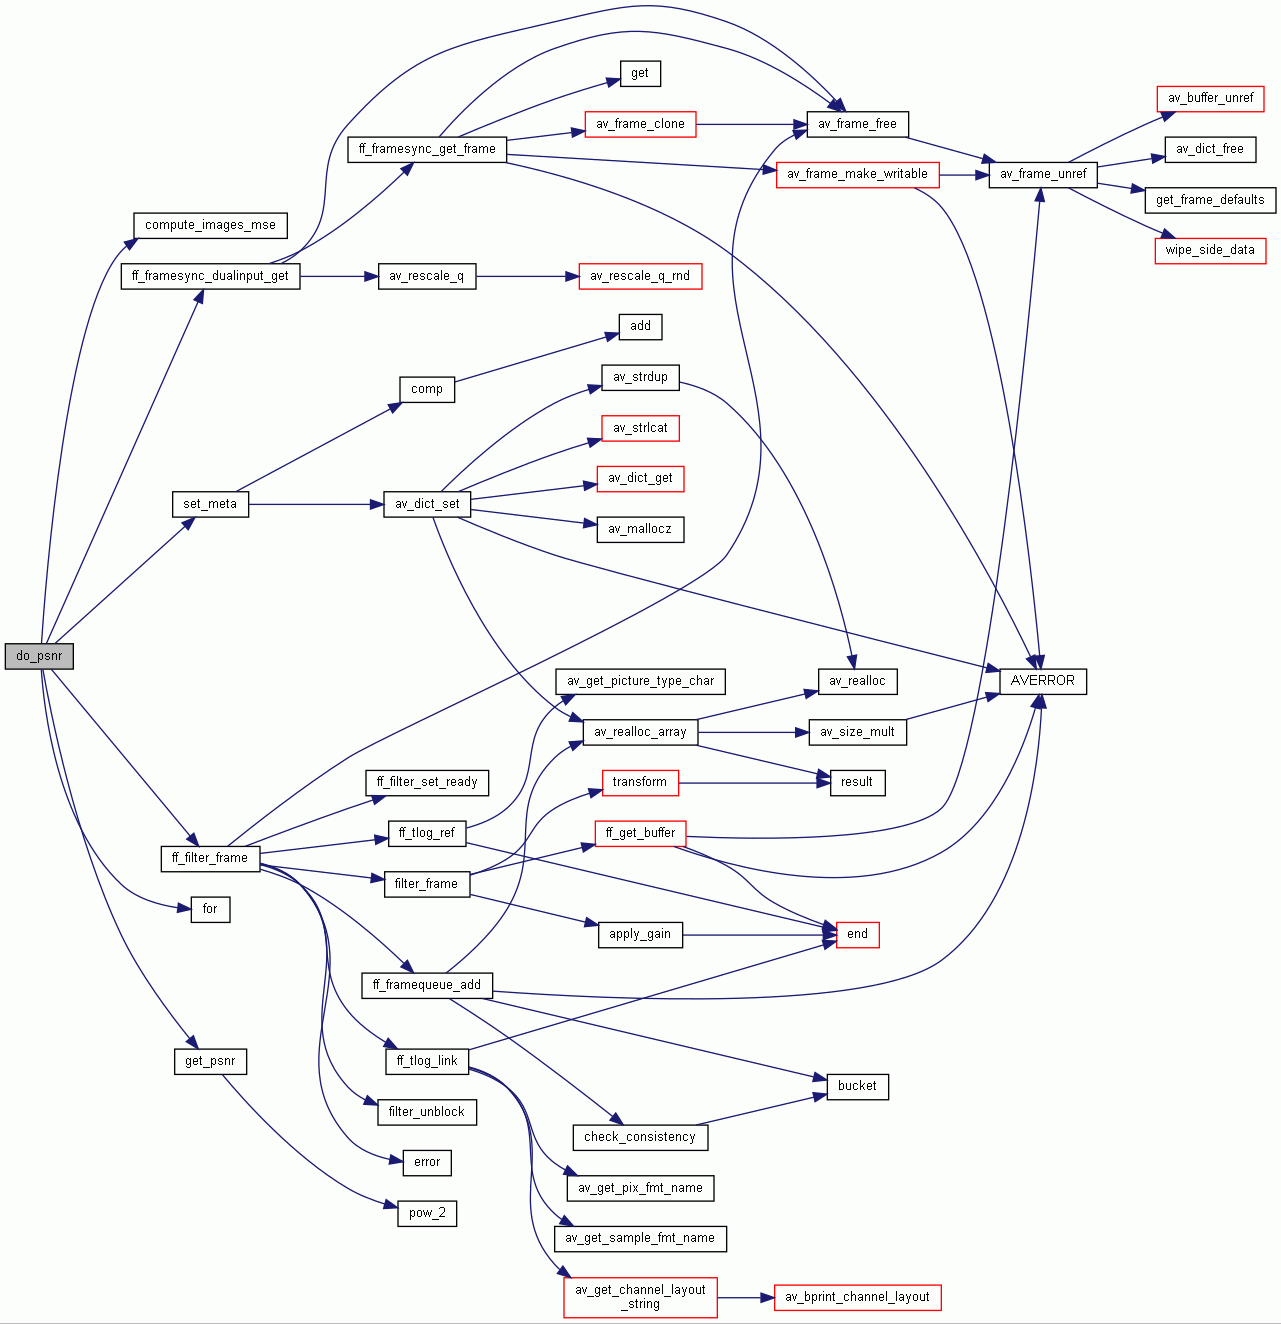 get
av_buffer_unref
av_frame_clone
av_frame_free
ff_framesync_get_frame
av_dict_free
av_frame_make_writable
av_frame_unref
get_frame_defaults
compute_images_mse
wipe_side_data
ff_framesync_dualinput_get
av_rescale_q
av_rescale_q_rnd
add
av_strdup
comp
av_strlcat
av_dict_get
set_meta
av_dict_set
av_mallocz
do_psnr
av_get_picture_type_char
av_realloc
AVERROR
av_realloc_array
av_size_mult
ff_filter_set_ready
transform
result
ff_tlog_ref
ff_get_buffer
ff_filter_frame
filter_frame
for
apply_gain
end
ff_framequeue_add
get_psnr
ff_tlog_link
bucket
filter_unblock
check_consistency
error
av_get_pix_fmt_name
pow_2
av_get_sample_fmt_name
av_get_channel_layout
_string
av_bprint_channel_layout